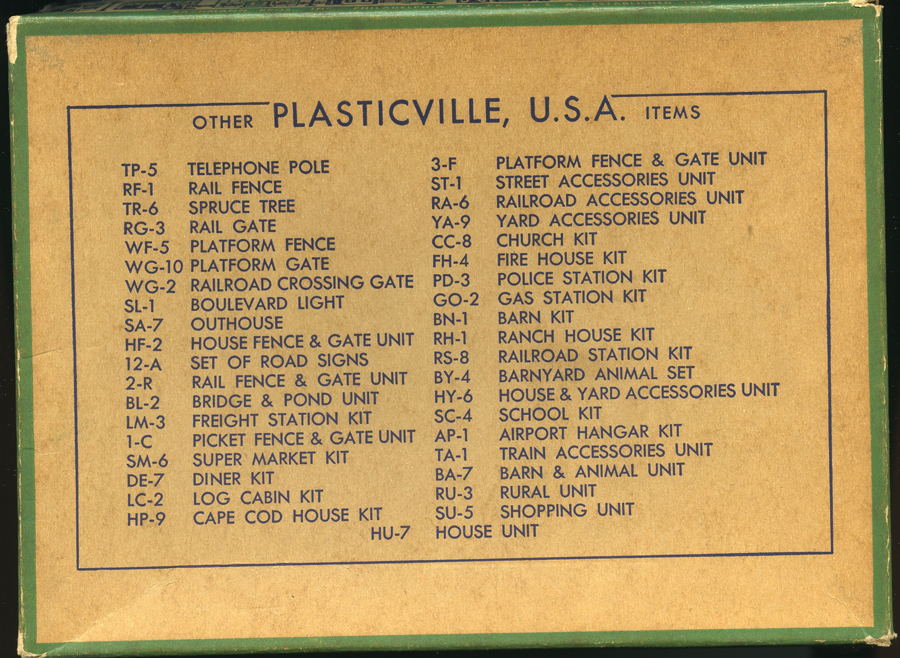 OTHER PLASTICVILLE, U.S.A. ITEMS
TP-5 TELEPHONE POLE
RF-1 RAIL FENCE
TR-6 SPRUCE TREE
RG-3 RAIL GATE
WF-5 PLATFORM FENCE
WG-10 PLATFORM GATE
WG-2 RAILROAD CROSSING GATE
SL-1 BOULEVARD LIGHT
SA-7 OUTHOUSE
HF-2 HOUSE FENCE & GATE UNIT
12-A SET OF ROAD SIGNS
2-R RAIL FENCE & GATE UNIT
BL-2 BRIDGE & POND UNIT
LM-3 FREIGHT STATION KIT
1-C PICKET FENCE & GATE UNIT
SM-6 SUPER MARKET KIT
DE-7 DINER KIT
LC-2 LOG CABIN KIT
HP-9 CAPE COD HOUSE KIT
3-F PLATFORM FENCE & GATE UNIT
ST-1 STREET ACCESSORIES UNIT
RA-6 RAILROAD ACCESSORIES UNIT
YA-9 YARD ACCESSORIES UNIT
CC-8 CHURCH KIT
FH-4 FIRE HOUSE KIT
PD-3 POLICE STATION KIT
GO-2 GAS STATION KIT
BN-1 BARN KIT
RH-1 RANCH HOUSE KIT
RS-8 RAILROAD STATION KIT
BY-4 BARNYARD ANIMAL SET
HY-6 HOUSE & YARD ACCESSORIES UNIT
SC-4 SCHOOL KIT
AP-1 AIRPORT HANGAR KIT
TA-1 TRAIN ACCESSORIES UNIT
BA-7 BARN & ANIMAL UNIT
RU-3 RURAL UNIT
SU-5 SHOPPING UNIT
HU-7 HOUSE UNIT